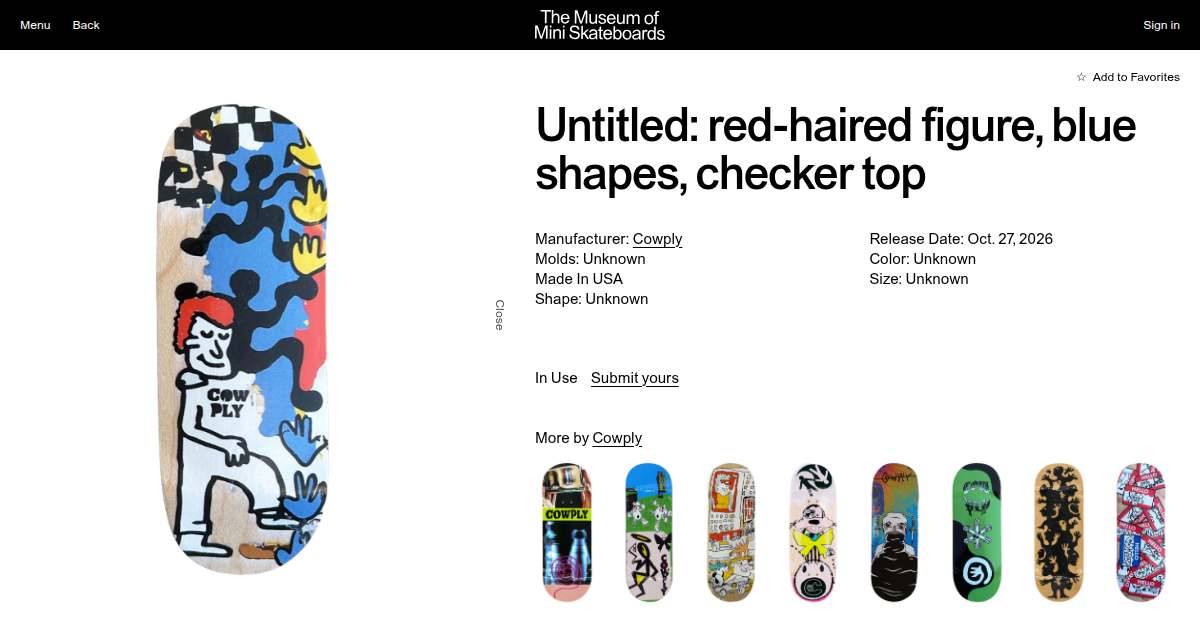 Menu
Back
The Museum of
Mini Skateboards
Sign in
☆ Add to Favorites
Untitled: red-haired figure, blue
shapes, checker top
Manufacturer: Cowply
Molds: Unknown
Made In USA
Shape: Unknown
Release Date: Oct. 27, 2026
Color: Unknown
Size: Unknown
Close
COW
PLY
In Use
Submit yours
More by Cowply
COWPLY